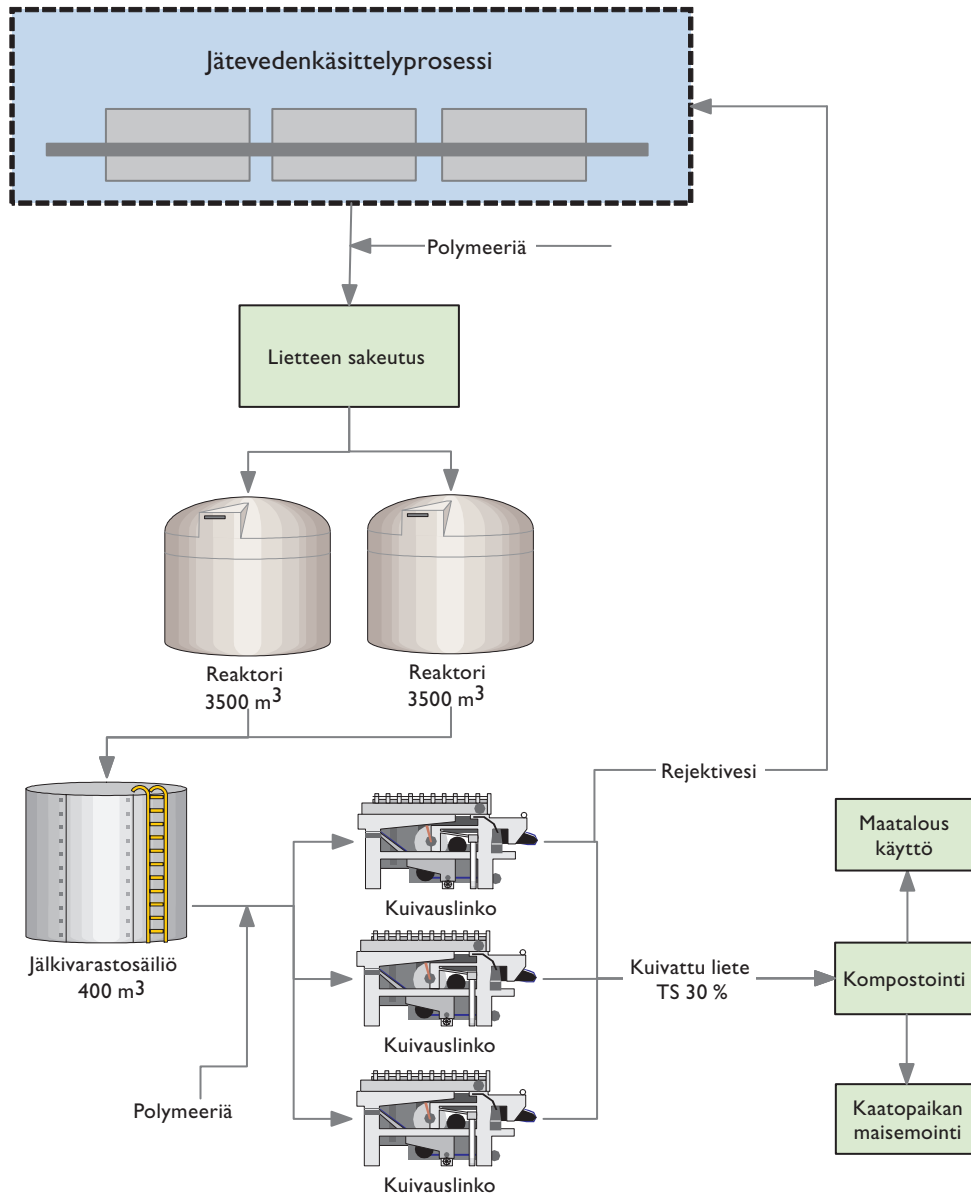 Jätevedenkäsittelyprosessi
Polymeeriä
Lietteen sakeutus
Reaktori
3500 m³
Reaktori
3500 m³
Rejektivesi
Maatalous
käyttö
Kuivauslinko
Jälkivarastosäiliö
400 m³
Kuivattu liete
TS 30 %
Kompostointi
Kuivauslinko
Polymeeriä
Kaatopaikan
maisemointi
Kuivauslinko